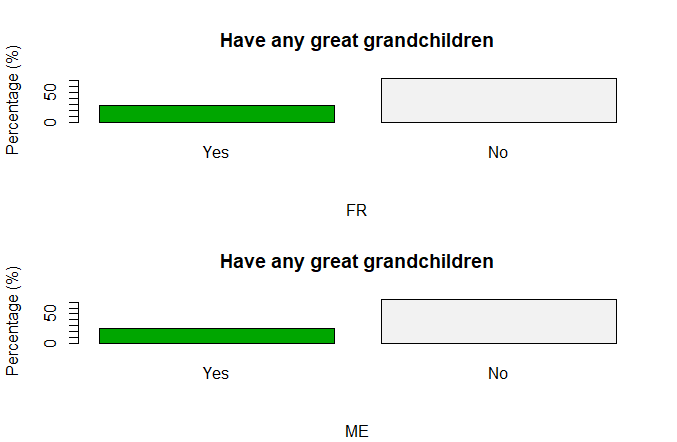 Have any great grandchildren
Percentage (%)
50
0
Yes No
FR
Have any great grandchildren
Percentage (%)
50
0
Yes No
ME